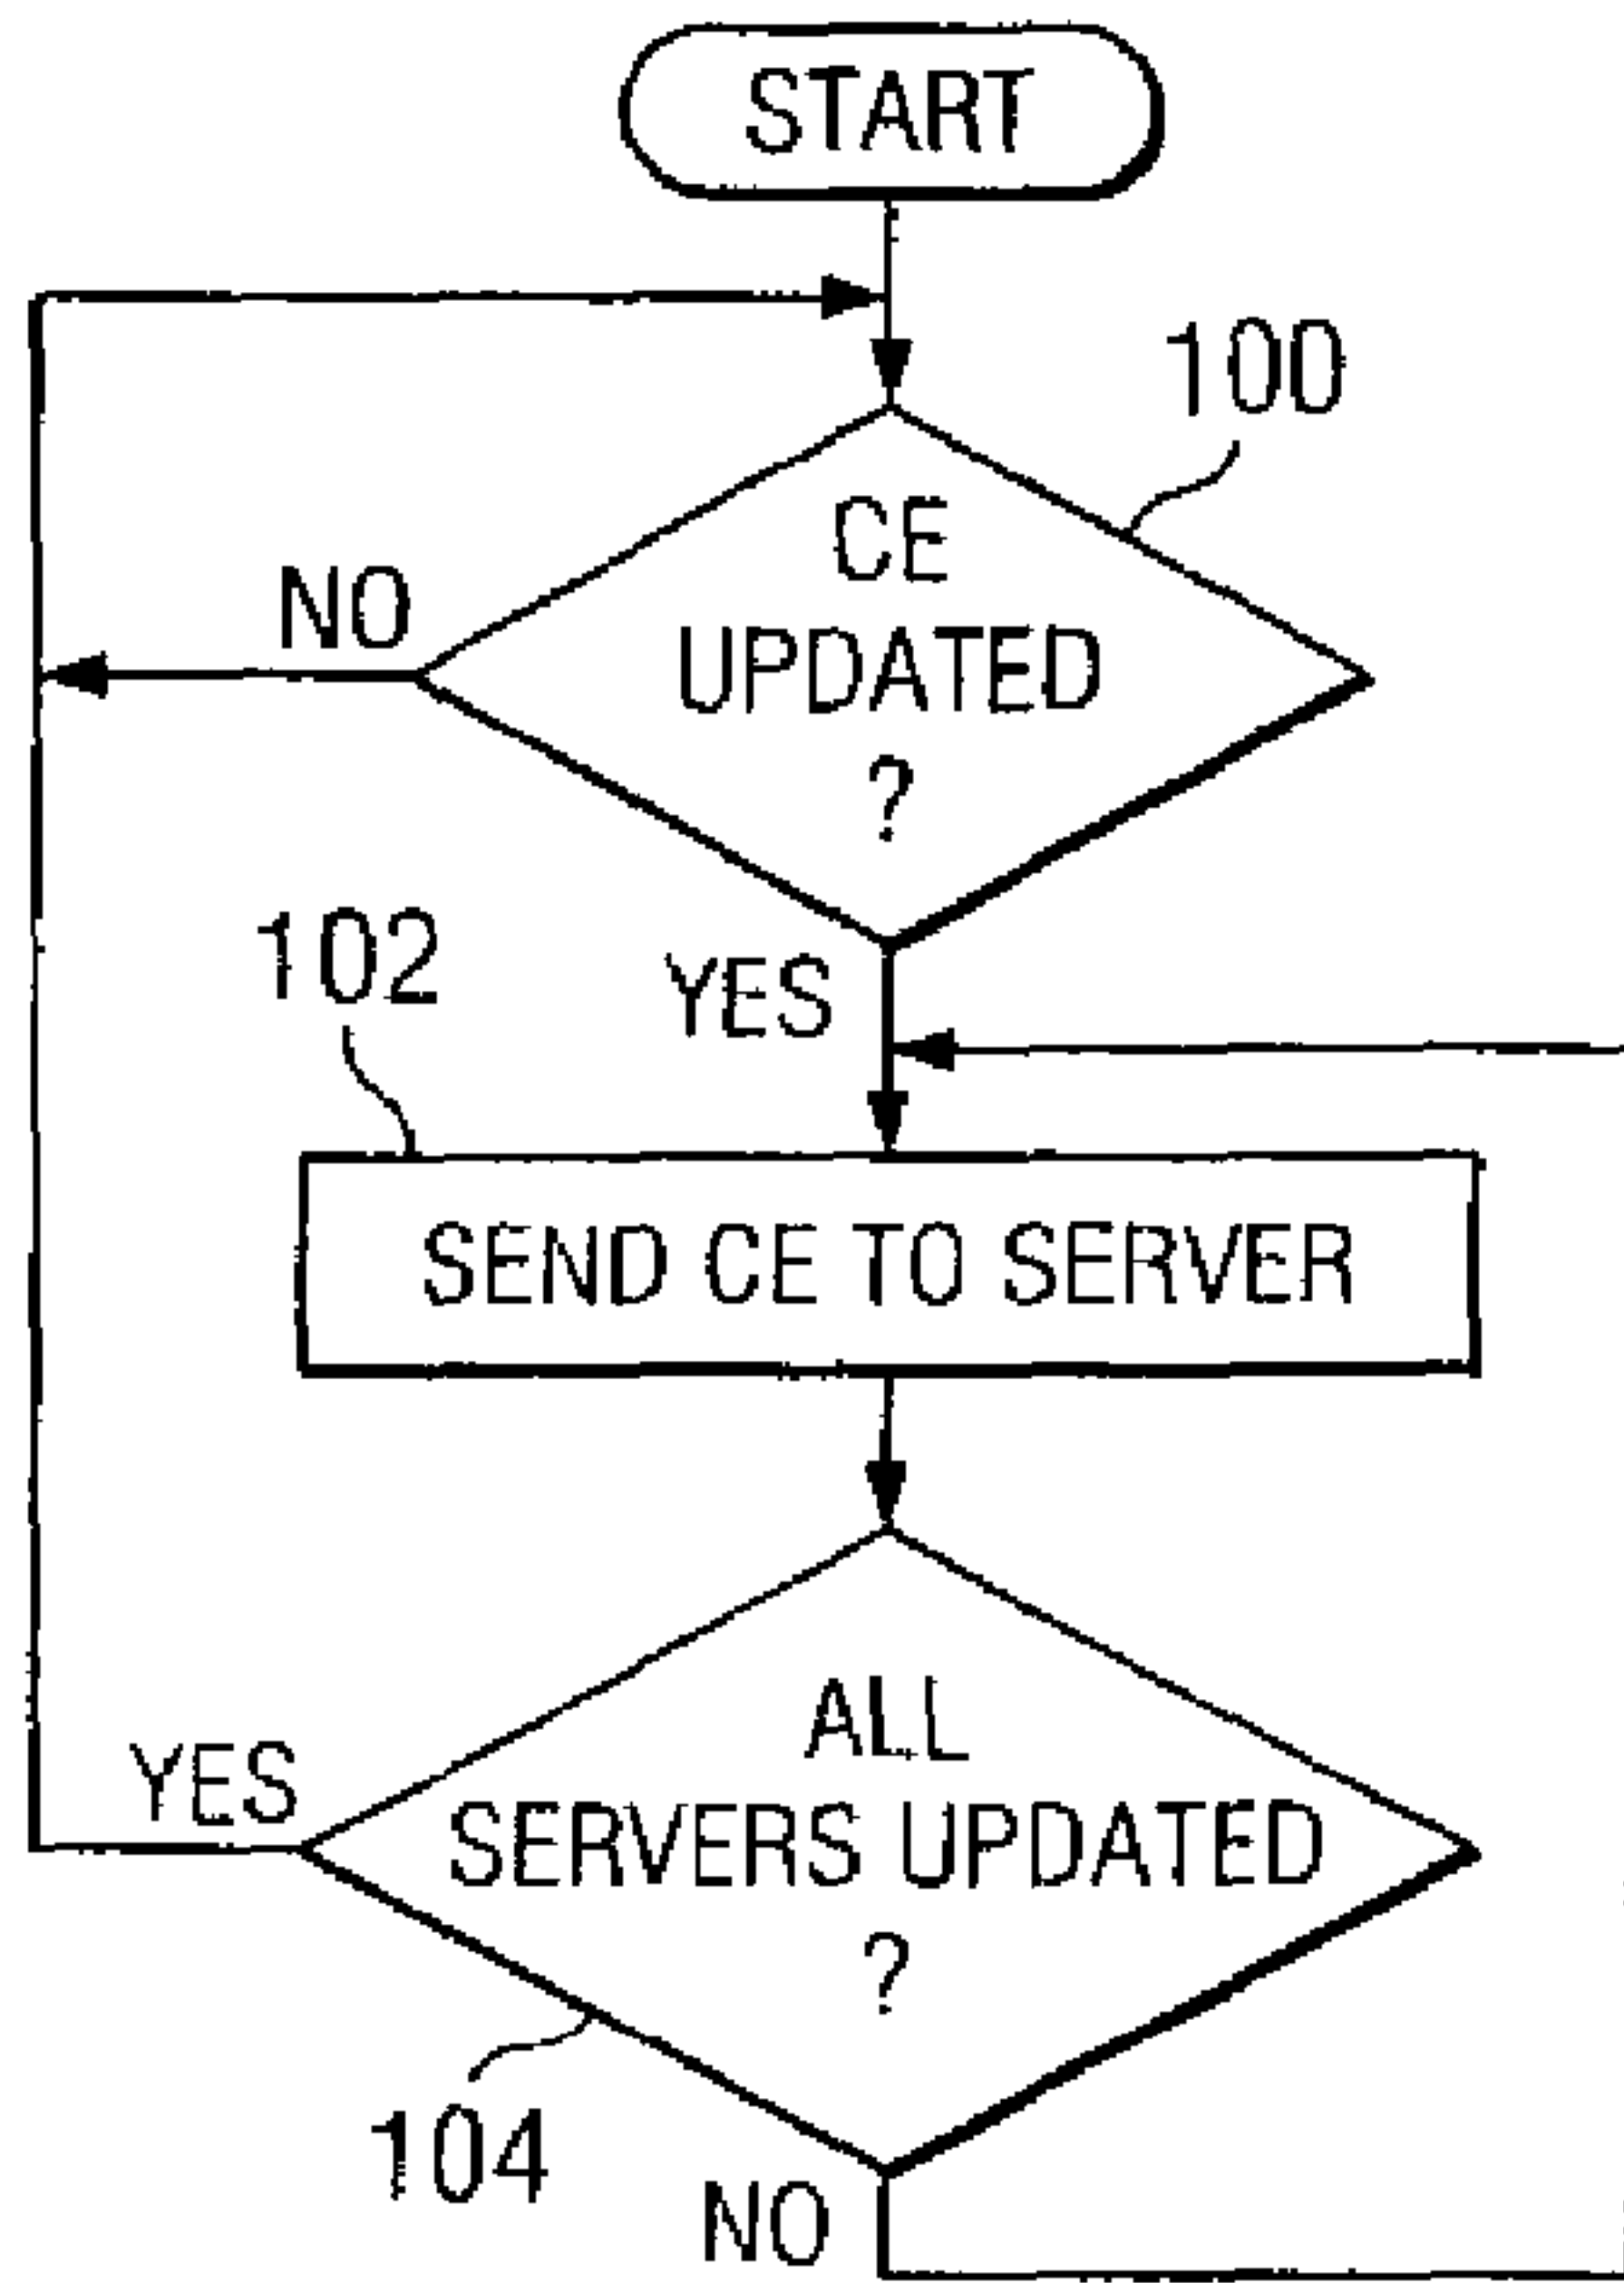 START
100
CE
UPDATED
?
NO
102
YES
SEND CE TO SERVER
ALL
SERVERS UPDATED
?
YES
104
NO